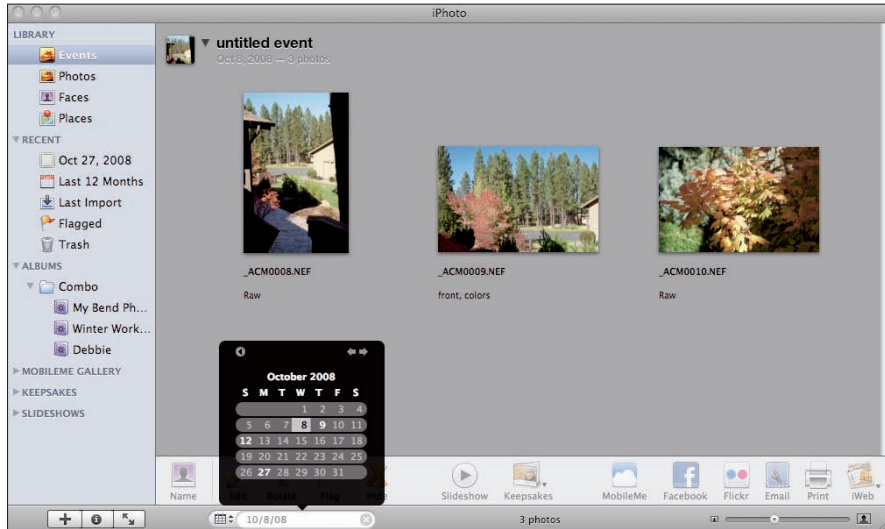 iPhoto
LIBRARY
Events
Photos
Faces
Places
RECENT
Oct 27, 2008
Last 12 Months
Last Import
Flagged
Trash
ALBUMS
Combo
My Bend Ph...
Winter Work...
Debbie
MOBILEME GALLERY
KEEPSAKES
SLIDESHOWS
untitled event
Oct 8, 2008 — 3 photos
_ACM0008.NEF
Raw
_ACM0009.NEF
front, colors
_ACM0010.NEF
Raw
October 2008
S M T W T F S
1 2 3 4
5 6 7 8 9 10 11
12 13 14 15 16 17 18
19 20 21 22 23 24 25
26 27 28 29 30 31
Name Edit Rotate Flag Hide Slideshow Keepsakes MobileMe Facebook Flickr Email Print iWeb
10/8/08 3 photos